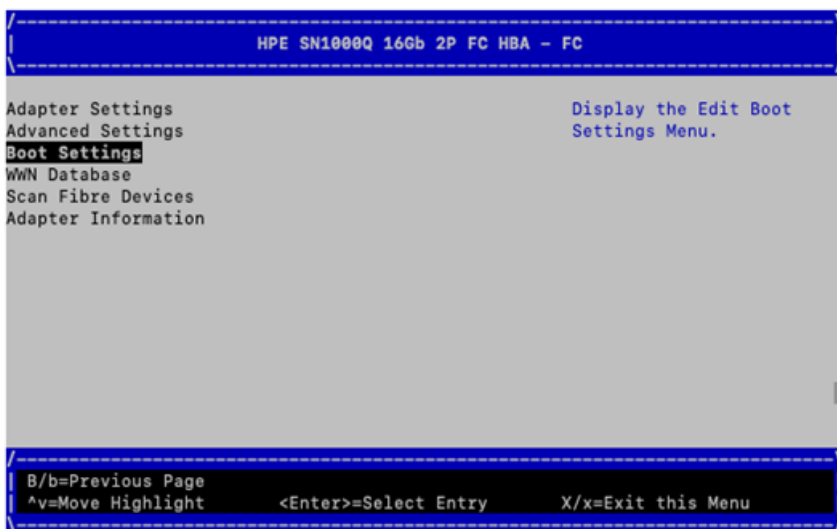 HPE SN1000Q 16Gb 2P FC HBA - FC
Adapter Settings
Advanced Settings
Boot Settings
WWN Database
Scan Fibre Devices
Adapter Information
Display the Edit Boot
Settings Menu.
B/b=Previous Page
^v=Move Highlight <Enter>=Select Entry X/x=Exit this Menu